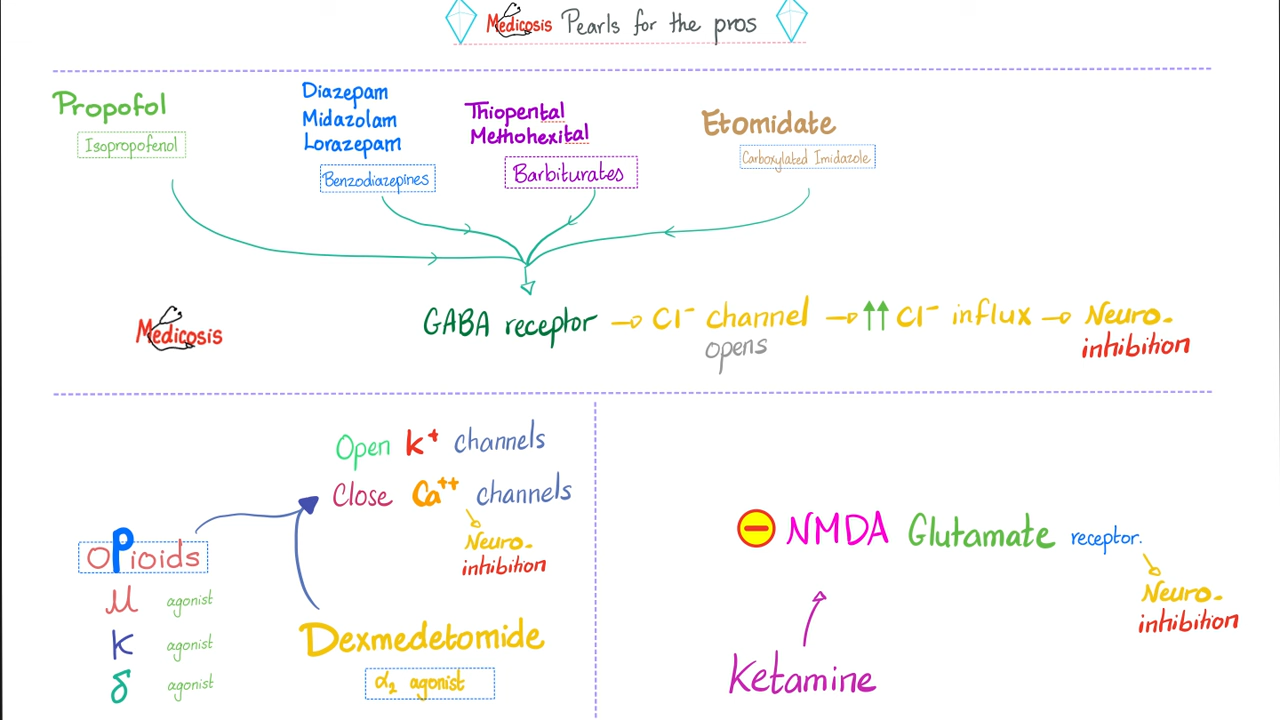 Medicosis Pearls for the pros
Propofol
Isopropofenol
Diazepam
Midazolam
Lorazepam
Benzodiazepines
Thiopental
Methohexital
Barbiturates
Etomidate
Carboxylated Imidazole
GABA receptor → Cl⁻ channel opens → ↑↑ Cl⁻ influx → Neuro-inhibition
Medicosis
Open K⁺ channels
Close Ca⁺⁺ channels
Neuro-
inhibition
OPioids
μ agonist
K agonist
δ agonist
Dexmedetomide
α₂ agonist
NMDA Glutamate receptor.
Neuro-
inhibition
Ketamine